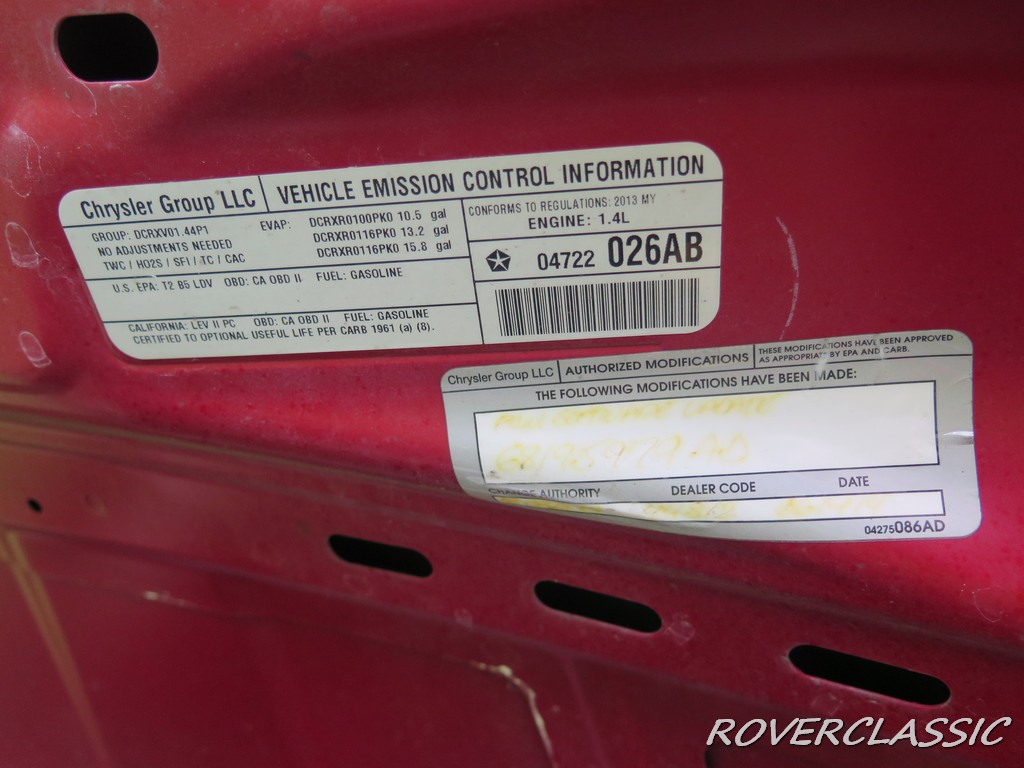 Chrysler Group LLC VEHICLE EMISSION CONTROL INFORMATION
GROUP: DCRXV01.44P1
NO ADJUSTMENTS NEEDED
TWC / HO2S / SFI / TC / CAC
EVAP: DCRXR0100PK0 10.5 gal
DCRXR0116PK0 13.2 gal
DCRXR0116PK0 15.8 gal
U.S. EPA: T2 B5 LDV OBD: CA OBD II FUEL: GASOLINE
CALIFORNIA: LEV II PC OBD: CA OBD II FUEL: GASOLINE
CERTIFIED TO OPTIONAL USEFUL LIFE PER CARB 1961 (a) (8).
CONFORMS TO REGULATIONS: 2013 MY
ENGINE: 1.4L
04722 026AB
Chrysler Group LLC AUTHORIZED MODIFICATIONS
THESE MODIFICATIONS HAVE BEEN APPROVED
AS APPROPRIATE BY EPA AND CARB.
THE FOLLOWING MODIFICATIONS HAVE BEEN MADE:
CHANGE AUTHORITY DEALER CODE DATE
04275086AD
ROVERCLASSIC